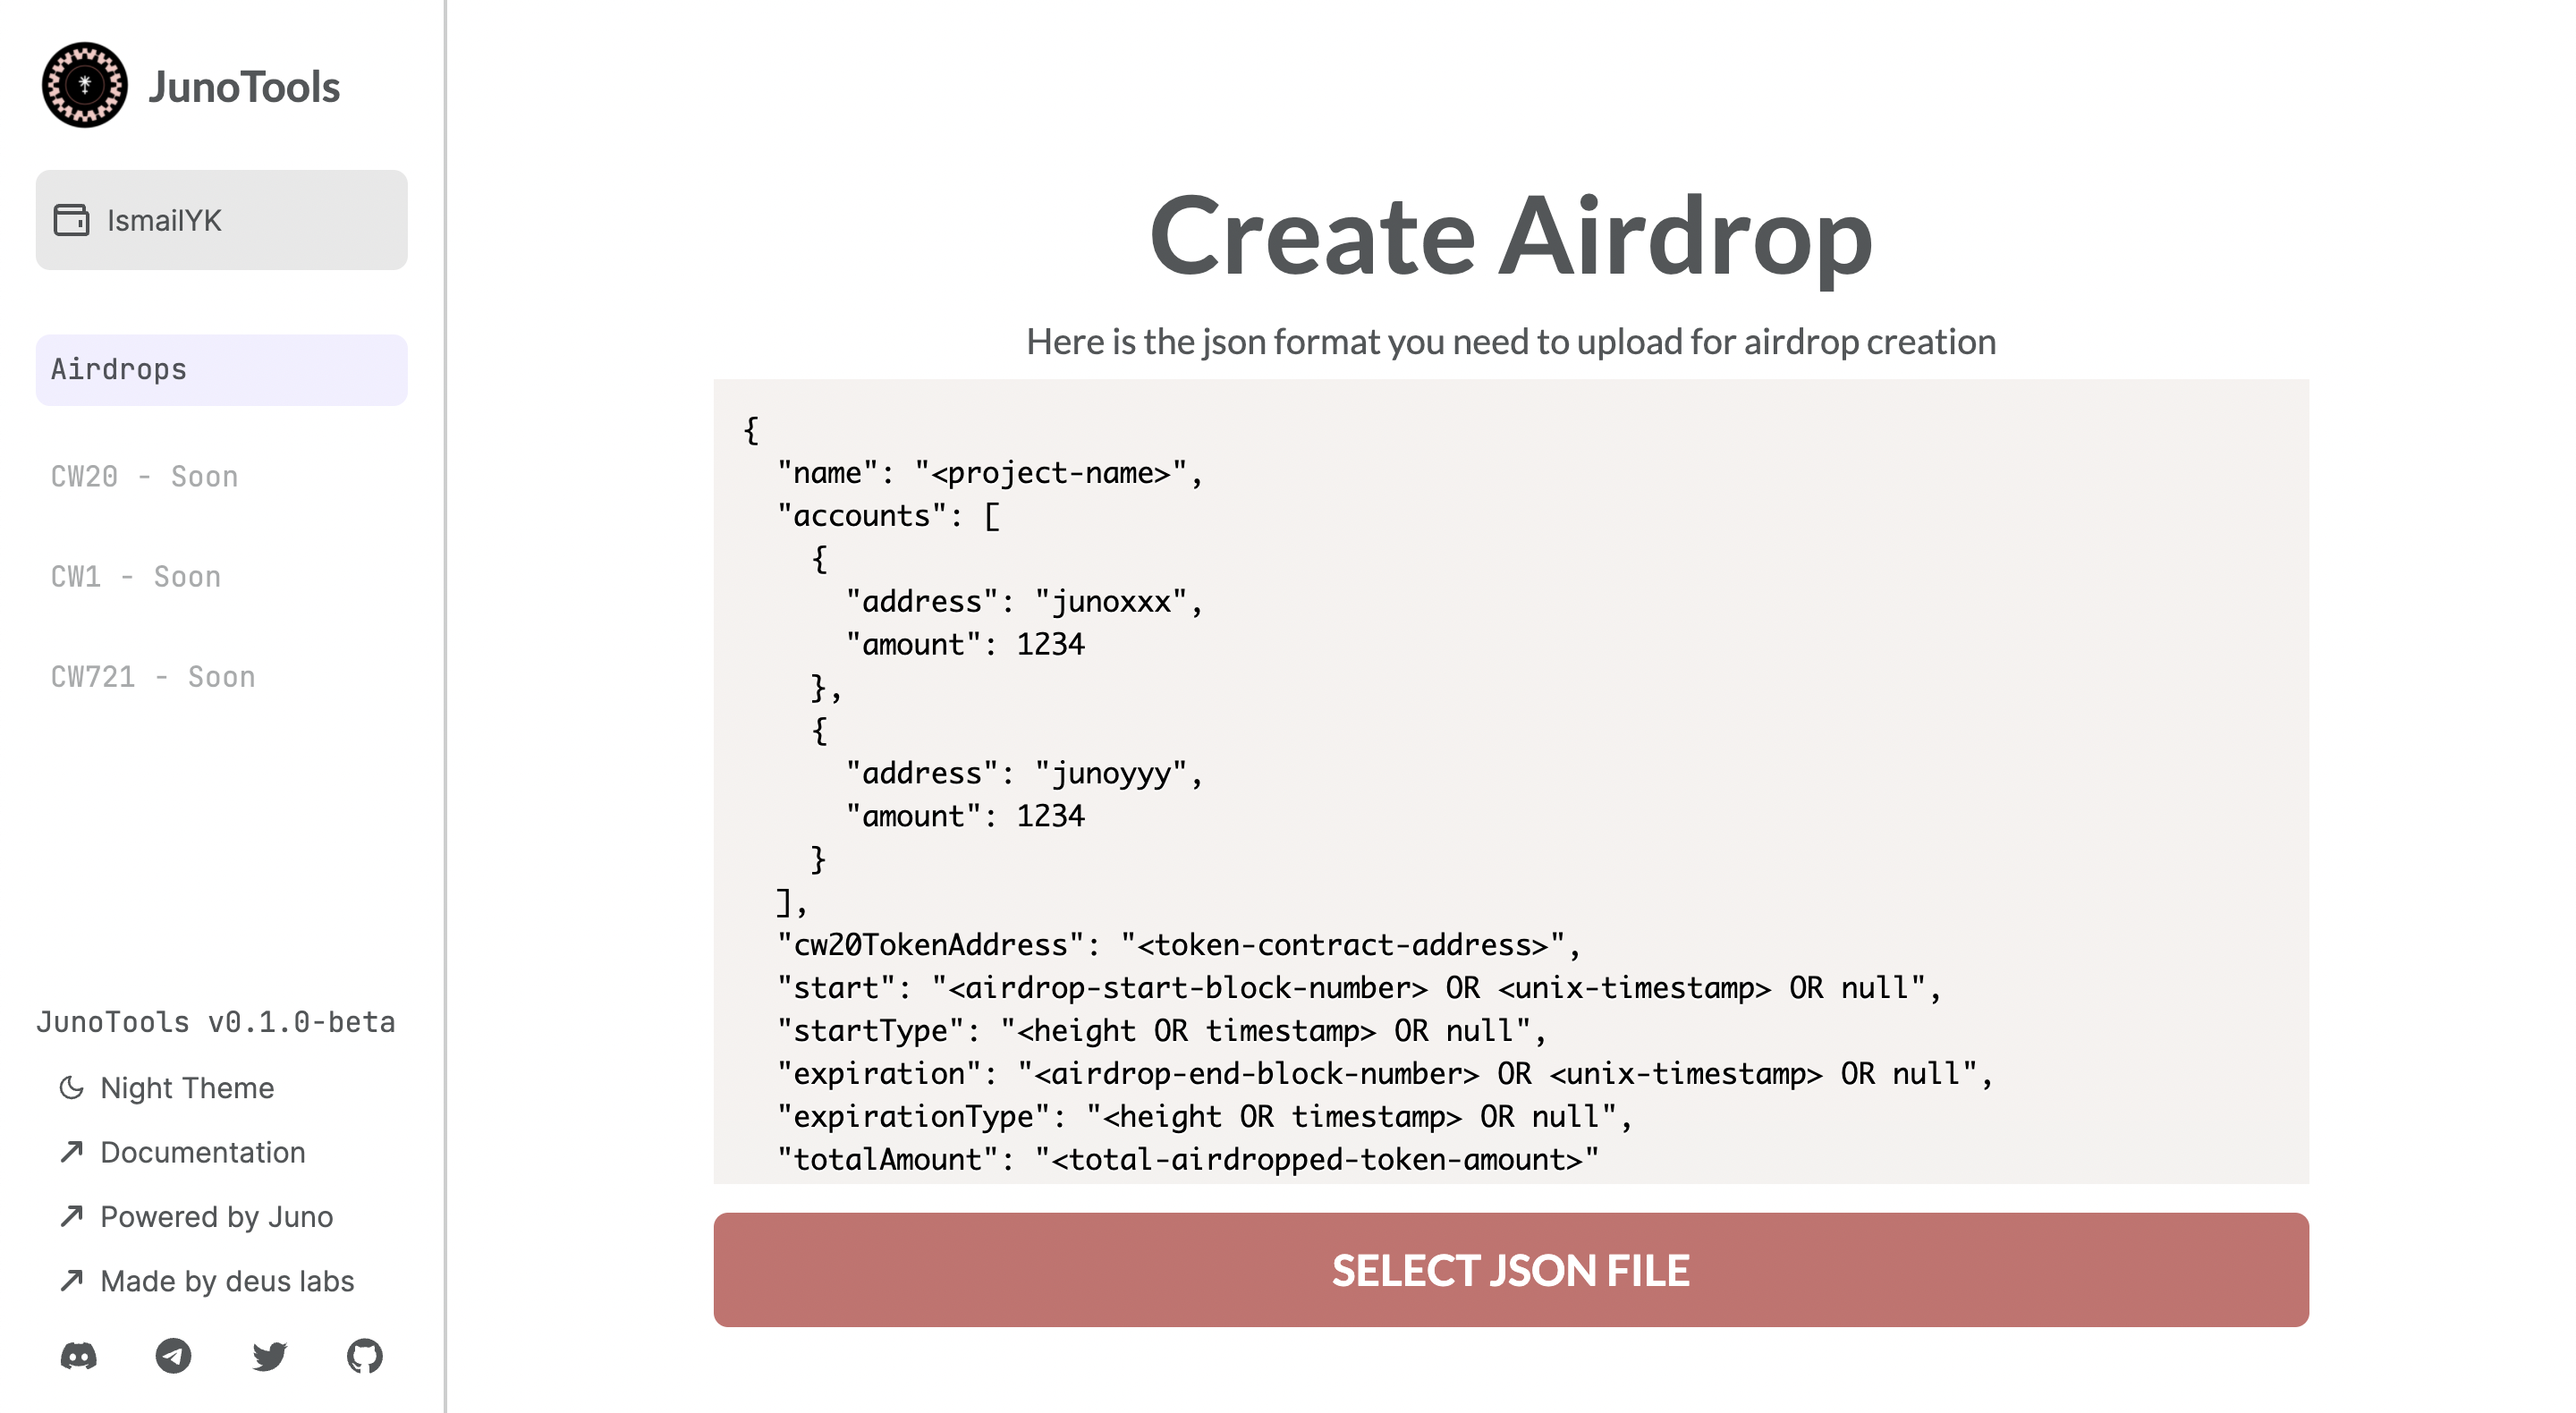 JunoTools
IsmailYK
Airdrops
CW20 - Soon
CW1 - Soon
CW721 - Soon
JunoTools v0.1.0-beta
Night Theme
Documentation
Powered by Juno
Made by deus labs
Create Airdrop
Here is the json format you need to upload for airdrop creation
{
  "name": "<project-name>",
  "accounts": [
    {
      "address": "junoxxx",
      "amount": 1234
    },
    {
      "address": "junoyyy",
      "amount": 1234
    }
  ],
  "cw20TokenAddress": "<token-contract-address>",
  "start": "<airdrop-start-block-number> OR <unix-timestamp> OR null",
  "startType": "<height OR timestamp> OR null",
  "expiration": "<airdrop-end-block-number> OR <unix-timestamp> OR null",
  "expirationType": "<height OR timestamp> OR null",
  "totalAmount": "<total-airdropped-token-amount>"
SELECT JSON FILE